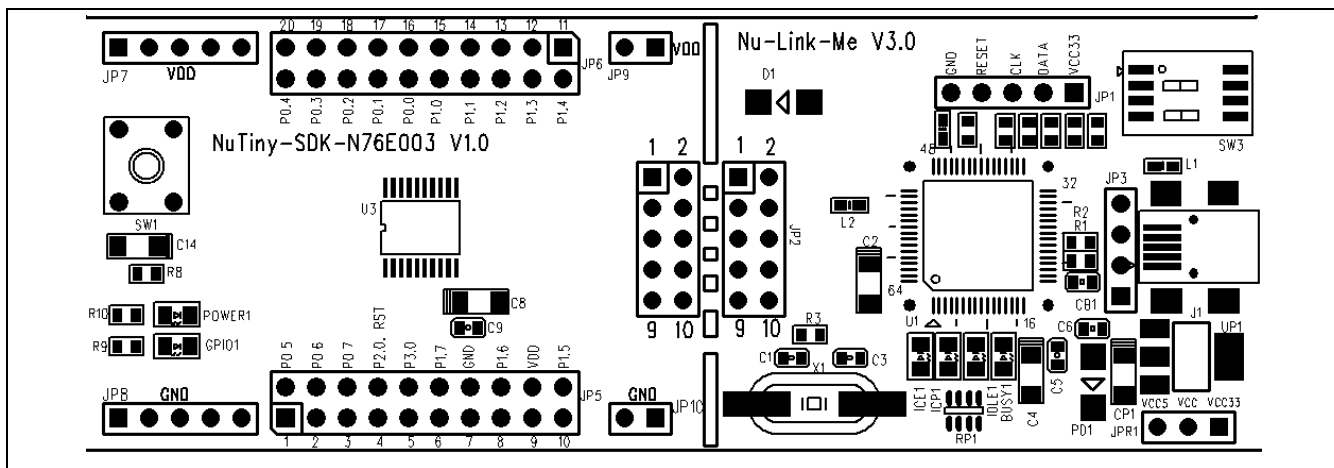 20 19 18 17 16 15 14 13 12 11
JP7
VDD
JP6
JP9
VDD
P0.4 P0.3 P0.2 P0.1 P0.0 P1.0 P1.1 P1.2 P1.3 P1.4
NuTiny-SDK-N76E003 V1.0
SW1
C14
R8
U3
C8
C9
R10
POWER1
R9
GPIO1
P0.5 P0.6 P0.7 P2.0. RST P3.0 P1.7 GND P1.6 VDD P1.5
JP8
GND
JP5
GND
JP10
1 2 3 4 5 6 7 8 9 10
1 2
9 10
Nu-Link-Me V3.0
D1
GND RESET CLK DATA VCC33
JP1
SW3
1 2
9 10
JP2
48
32
64
16
L2
C2
U1
R2
R1
CB1
JP3
L1
J1
R3
C1
C3
X1
ICE1
ICP1
IDLE1
BUSY1
RP1
C4
C5
C6
PD1
CP1
UP1
VCC5 VCC VCC33
JPR1